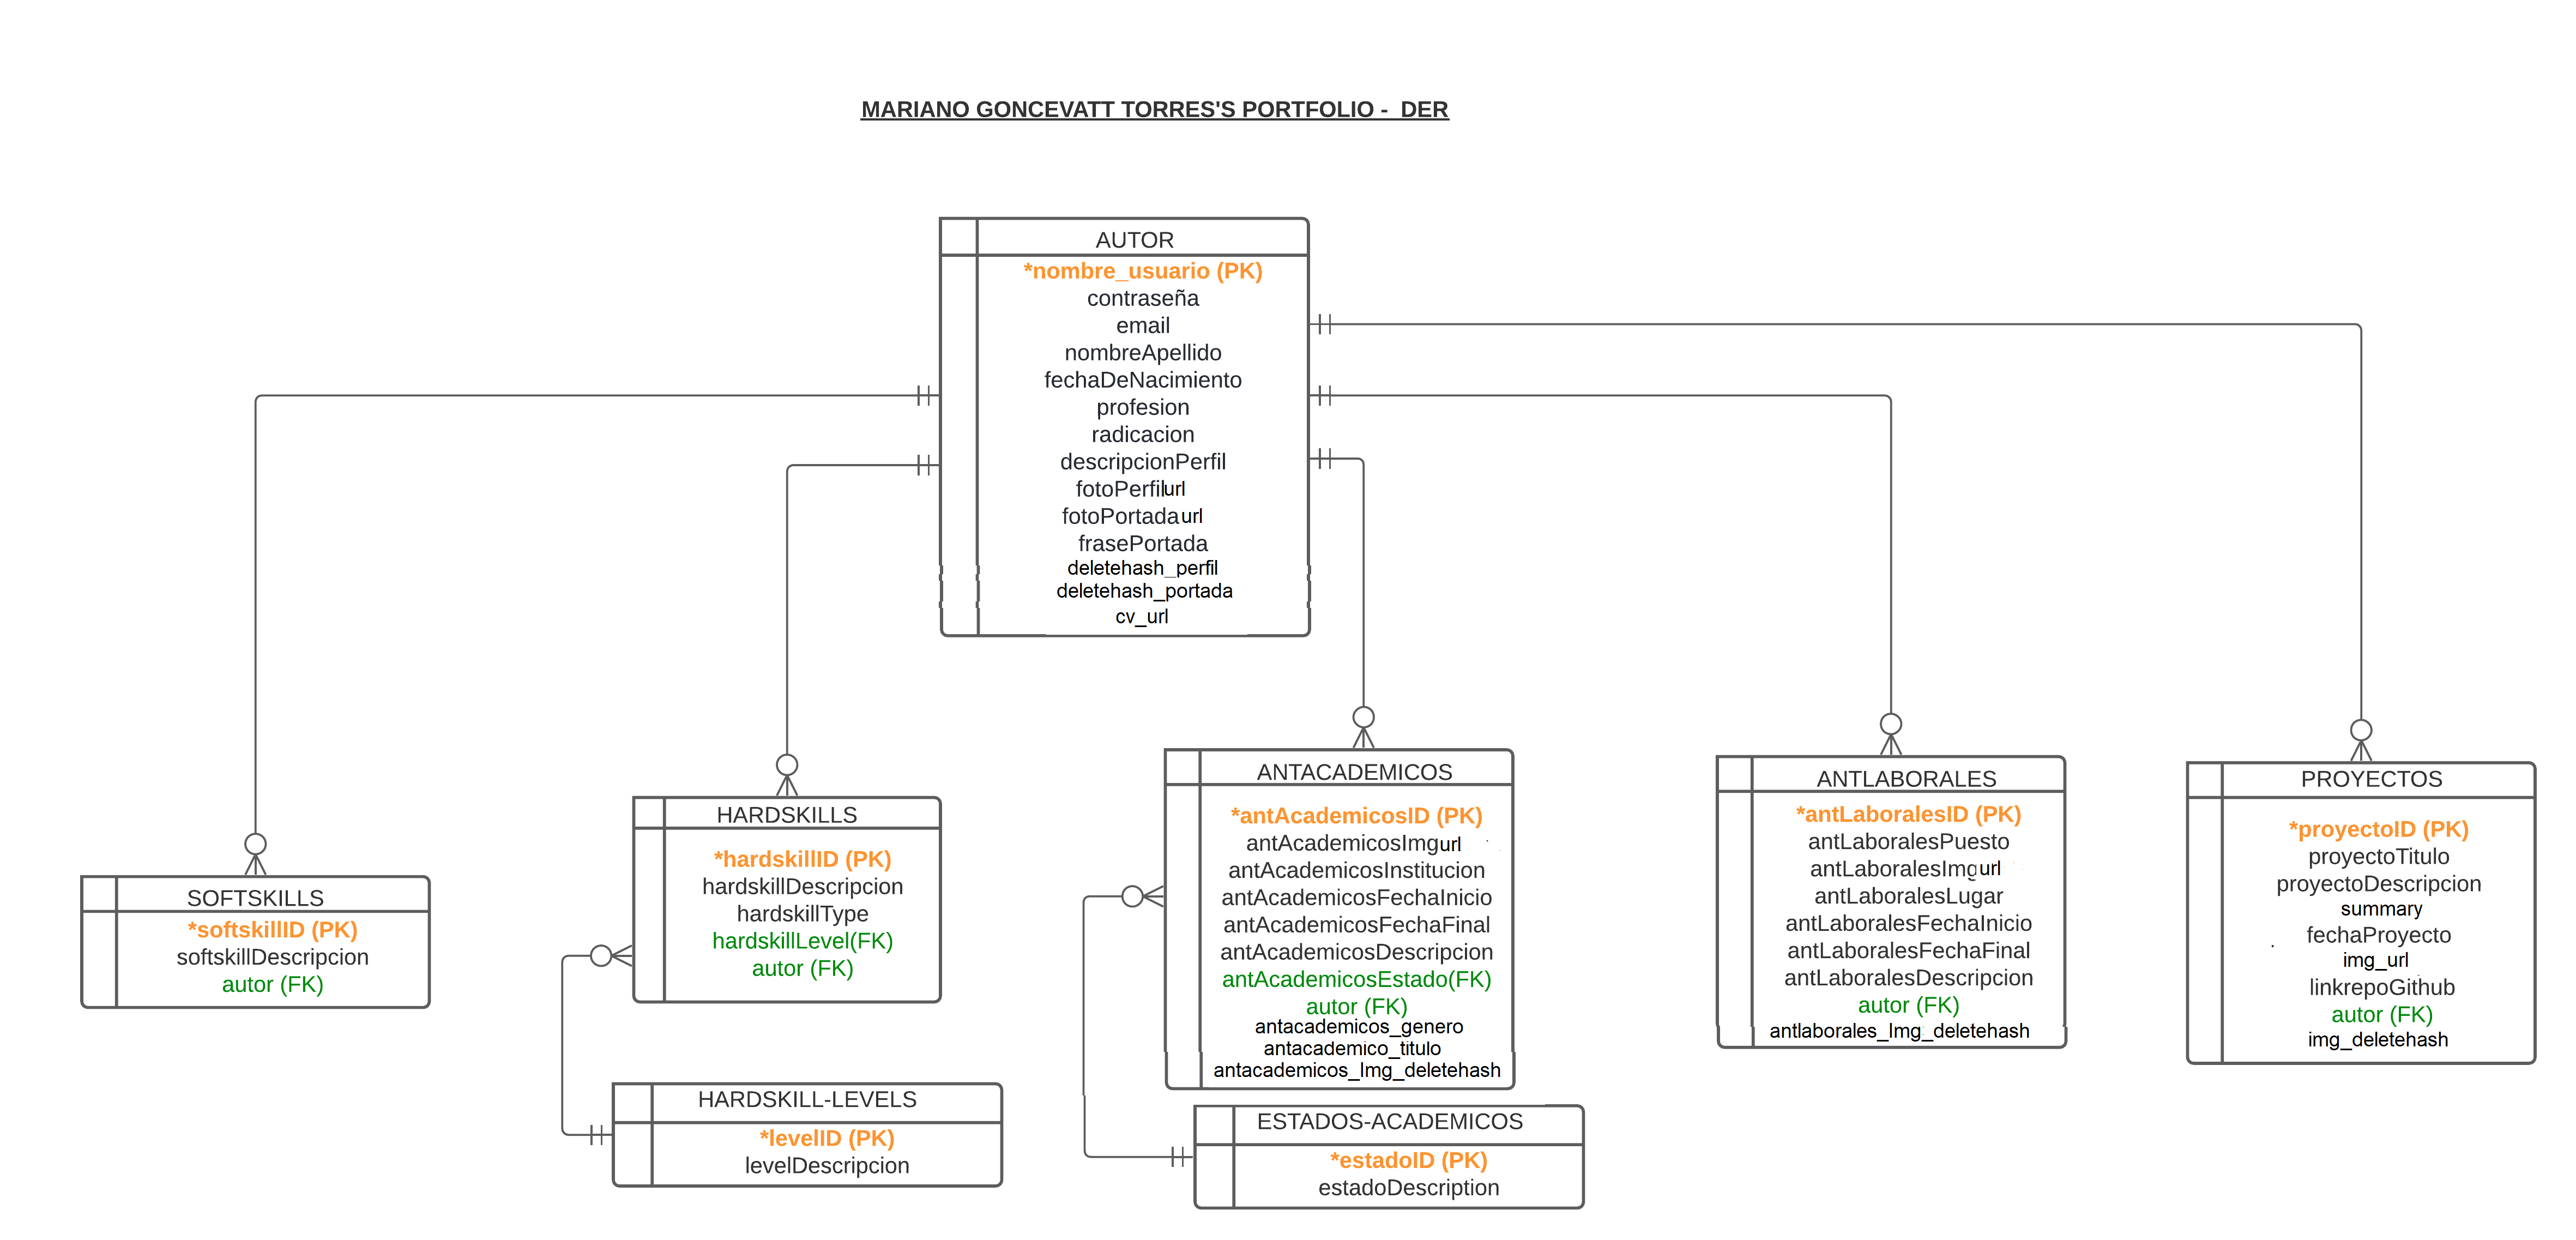 MARIANO GONCEVATT TORRES'S PORTFOLIO - DER
AUTOR
*nombre_usuario (PK)
contraseña
email
nombreApellido
fechaDeNacimiento
profesion
radicacion
descripcionPerfil
fotoPerfilurl
fotoPortadaurl
frasePortada
deletehash_perfil
deletehash_portada
cv_url
SOFTSKILLS
*softskillID (PK)
softskillDescripcion
autor (FK)
HARDSKILLS
*hardskillID (PK)
hardskillDescripcion
hardskillType
hardskillLevel(FK)
autor (FK)
HARDSKILL-LEVELS
*levelID (PK)
levelDescripcion
ANTACADEMICOS
*antAcademicosID (PK)
antAcademicosImgurl
antAcademicosInstitucion
antAcademicosFechaInicio
antAcademicosFechaFinal
antAcademicosDescripcion
antAcademicosEstado(FK)
autor (FK)
antacademicos_genero
antacademico_titulo
antacademicos_Img_deletehash
ESTADOS-ACADEMICOS
*estadoID (PK)
estadoDescription
ANTLABORALES
*antLaboralesID (PK)
antLaboralesPuesto
antLaboralesImgurl
antLaboralesLugar
antLaboralesFechaInicio
antLaboralesFechaFinal
antLaboralesDescripcion
autor (FK)
antlaborales_Img_deletehash
PROYECTOS
*proyectoID (PK)
proyectoTitulo
proyectoDescripcion
summary
fechaProyecto
img_url
linkrepoGithub
autor (FK)
img_deletehash